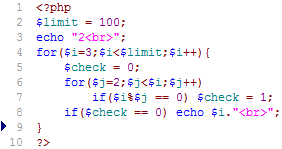 1 <?php
2 $limit = 100;
3 echo "2<br>";
4 for($i=3;$i<$limit;$i++){
5 $check = 0;
6 for($j=2;$j<$i;$j++)
7 if($i%$j == 0) $check = 1;
8 if($check == 0) echo $i."<br>";
9 }
10 ?>